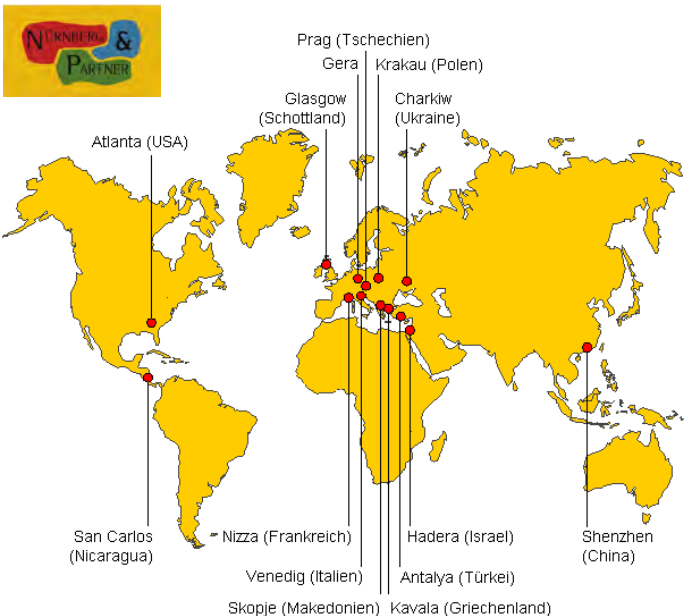 NÜRNBERG &
PARTNER
Prag (Tschechien)
Gera
Krakau (Polen)
Glasgow
(Schottland)
Charkiw
(Ukraine)
Atlanta (USA)
San Carlos
(Nicaragua)
Nizza (Frankreich)
Hadera (Israel)
Shenzhen
(China)
Venedig (Italien)
Antalya (Türkei)
Skopje (Makedonien)
Kavala (Griechenland)